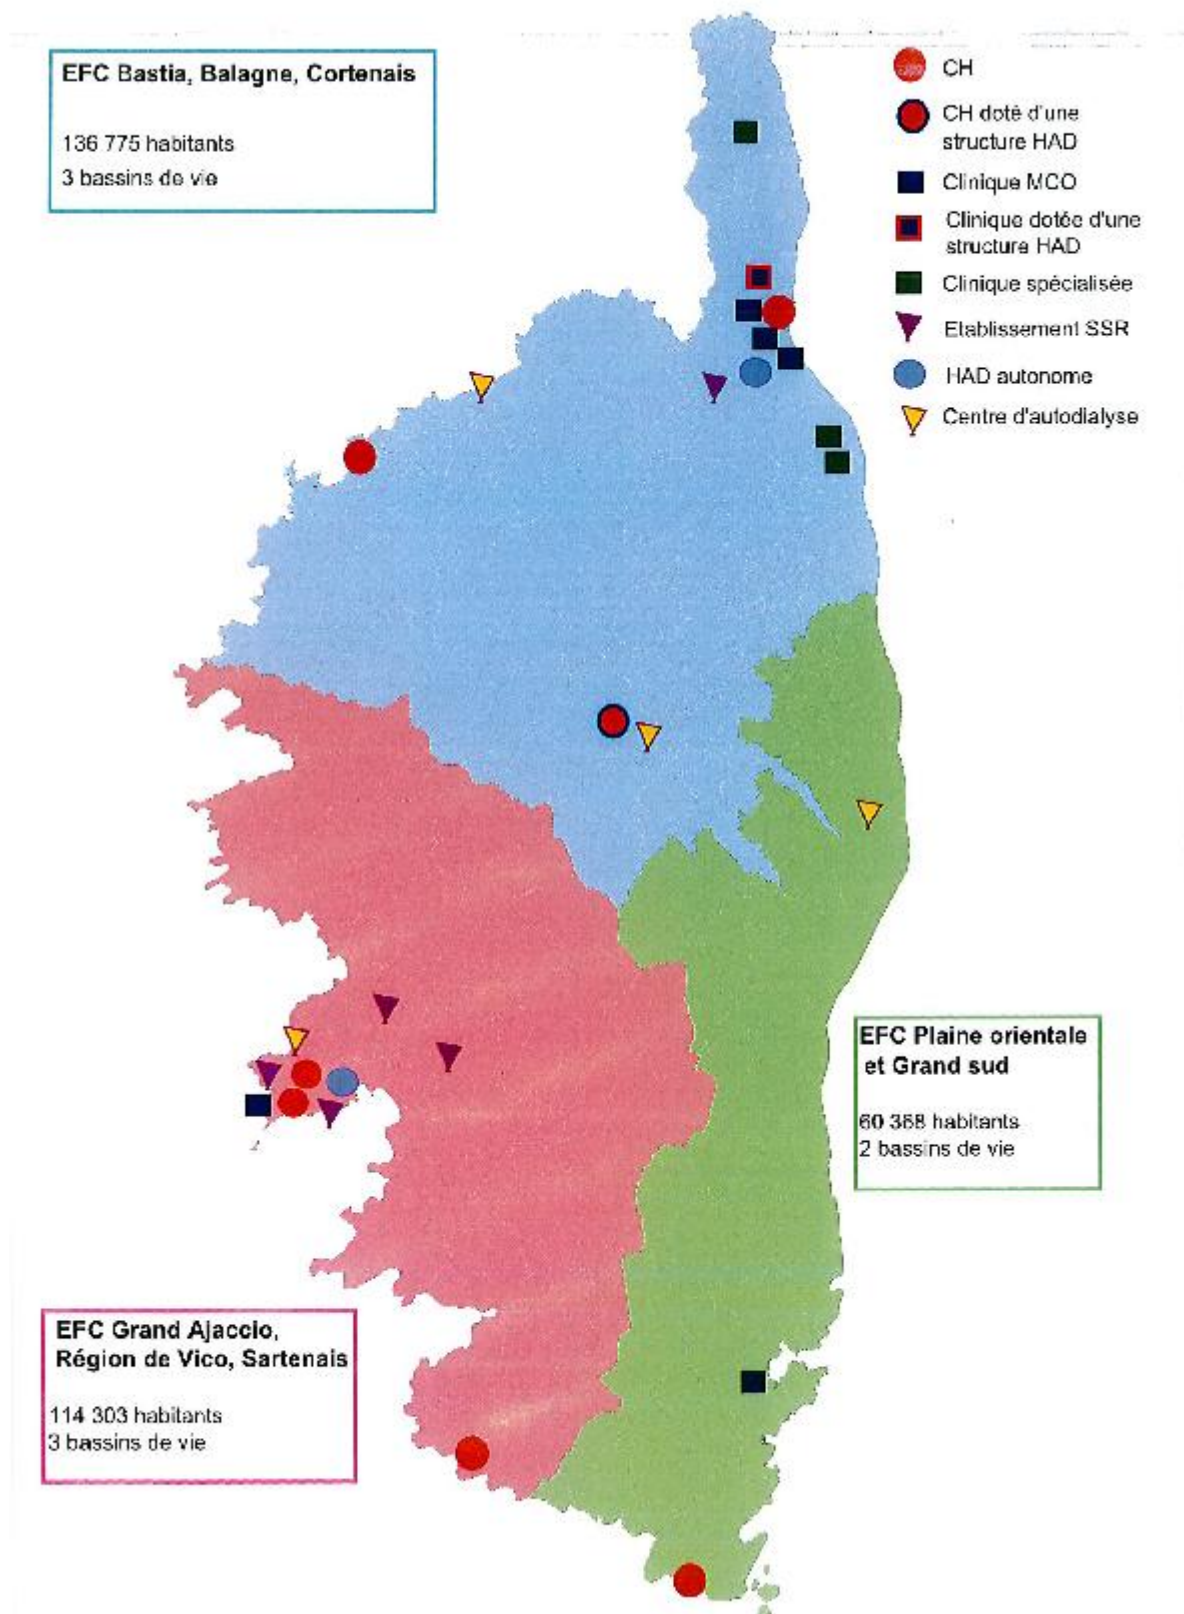 EFC Bastia, Balagne, Cortenais
136 775 habitants
3 bassins de vie
CH
CH doté d'une
structure HAD
Clinique MCO
Clinique dotée d'une
structure HAD
Clinique spécialisée
Etablissement SSR
HAD autonome
Centre d'autodialyse
EFC Plaine orientale
et Grand sud
60 368 habitants
2 bassins de vie
EFC Grand Ajaccio,
Région de Vico, Sartenais
114 303 habitants
3 bassins de vie